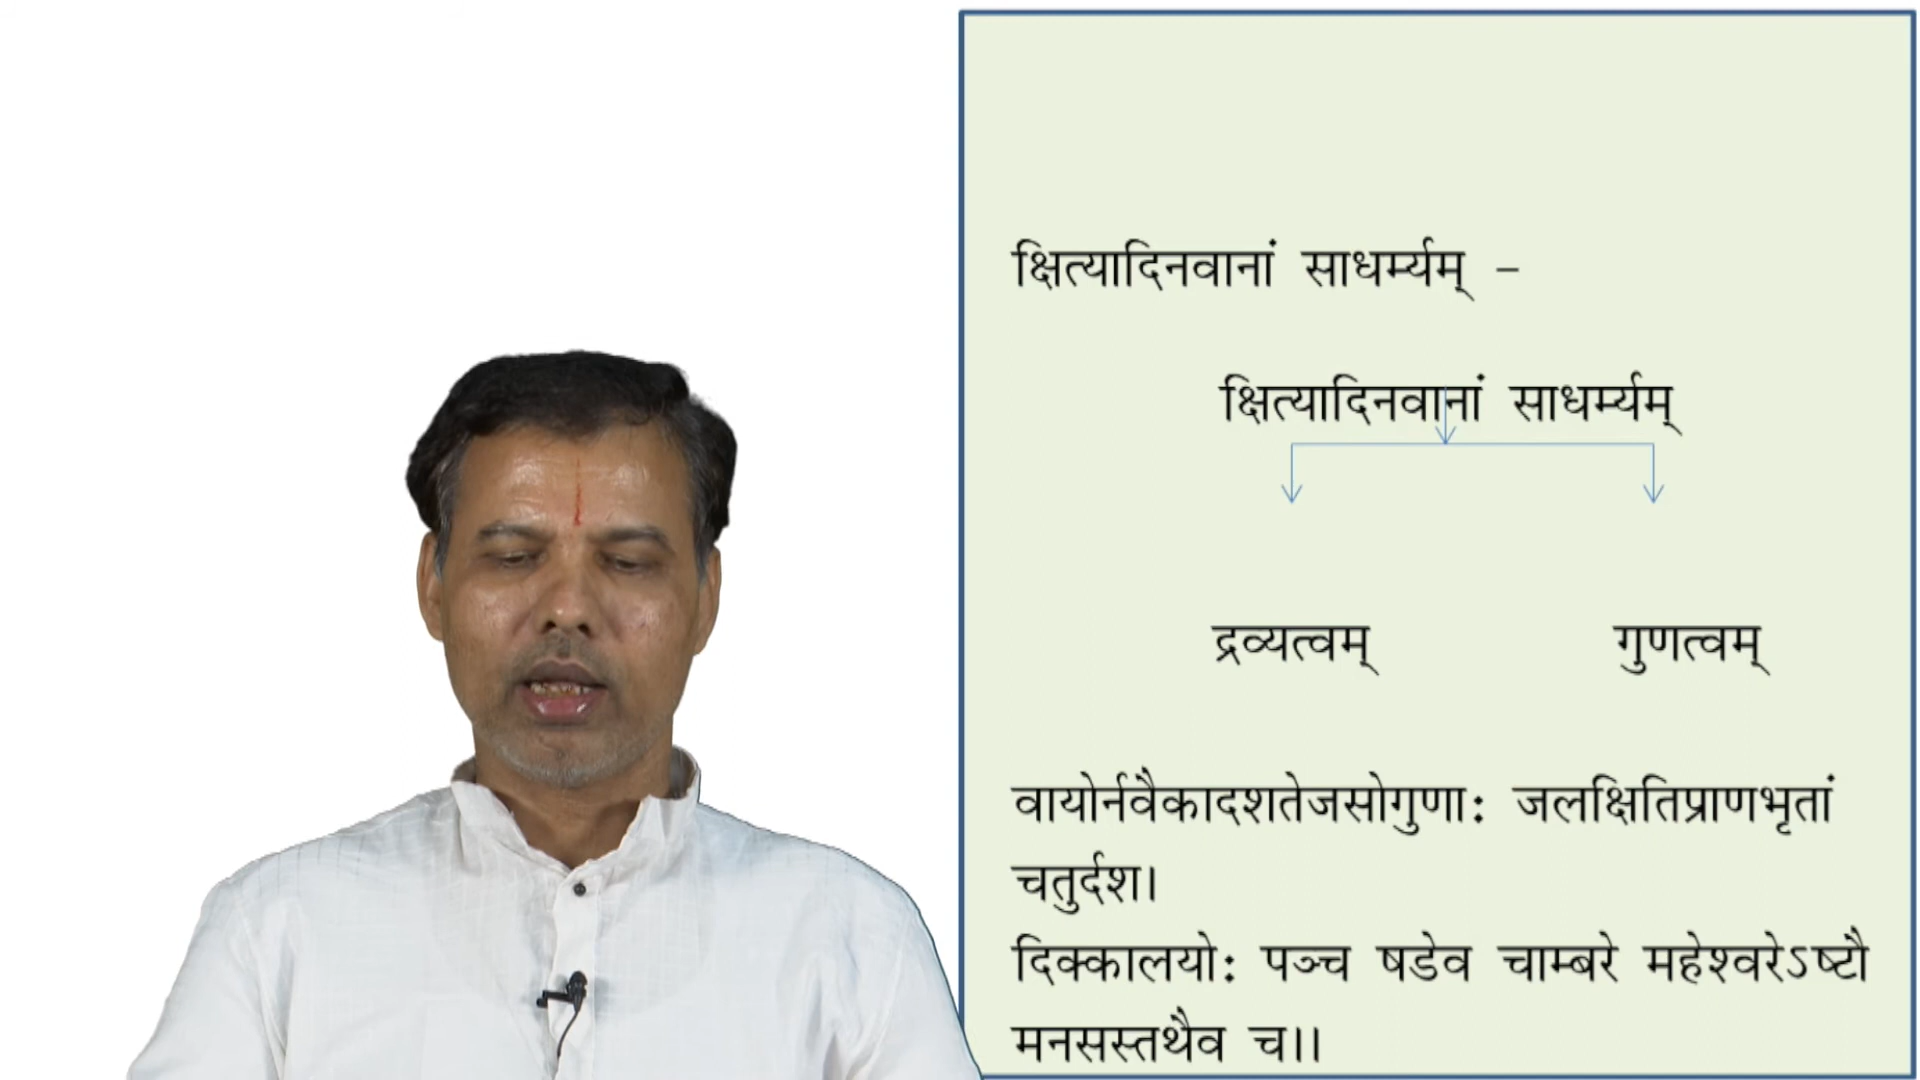 क्षित्यादिनवानां साधर्म्यम् –
क्षित्यादिनवानां साधर्म्यम्
द्रव्यत्वम् गुणत्वम्
वायोर्नवैकादशतेजसोगुणाः जलक्षितिप्राणभृतां
चतुर्दश।
दिक्कालयोः पञ्च षडेव चाम्बरे महेश्वरेऽष्टौ
मनसस्तथैव च।।